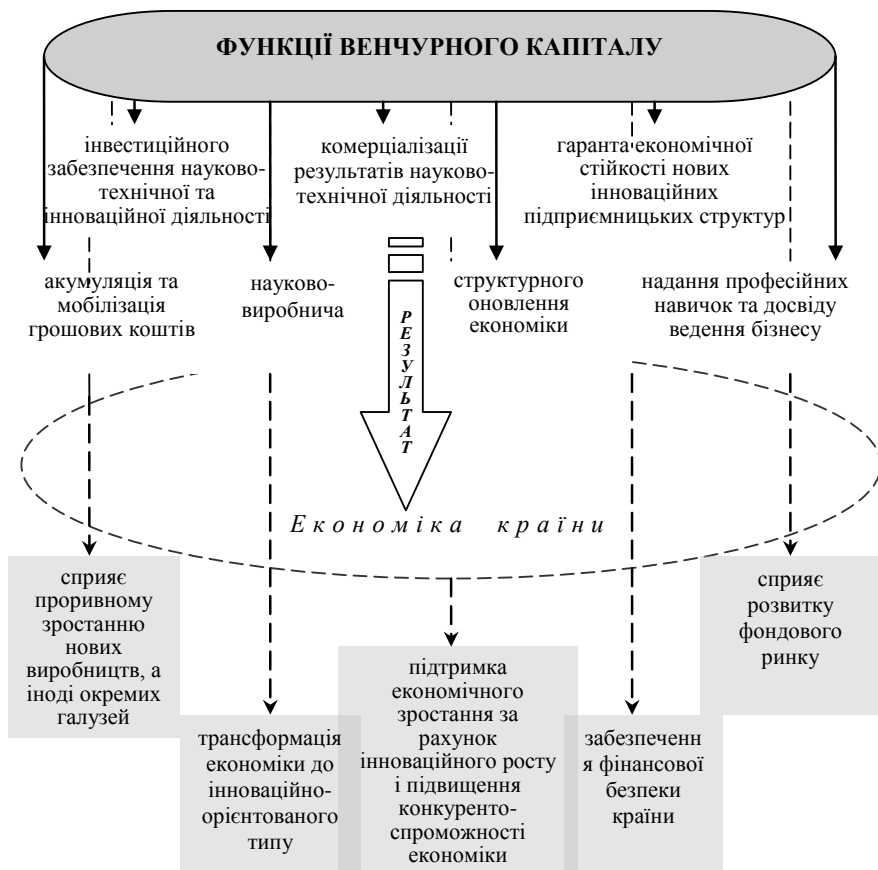 ФУНКЦІЇ ВЕНЧУРНОГО КАПІТАЛУ
інвестиційного
забезпечення науково-
технічної та
інноваційної діяльності
комерціалізації
результатів науково-
технічної діяльності
гаранта економічної
стійкості нових
інноваційних
підприємницьких структур
акумуляція та
мобілізація
грошових коштів
науково-
виробнича
структурного
оновлення
економіки
надання професійних
навичок та досвіду
ведення бізнесу
РЕЗУЛЬТАТ
Економіка країни
сприяє
проривному
зростанню
нових
виробництв, а
іноді окремих
галузей
трансформація
економіки до
інноваційно-
орієнтованого
типу
підтримка
економічного
зростання за
рахунок
інноваційного росту
і підвищення
конкуренто-
спроможності
економіки
забезпеченн
я фінансової
безпеки
країни
сприяє
розвитку
фондового
ринку